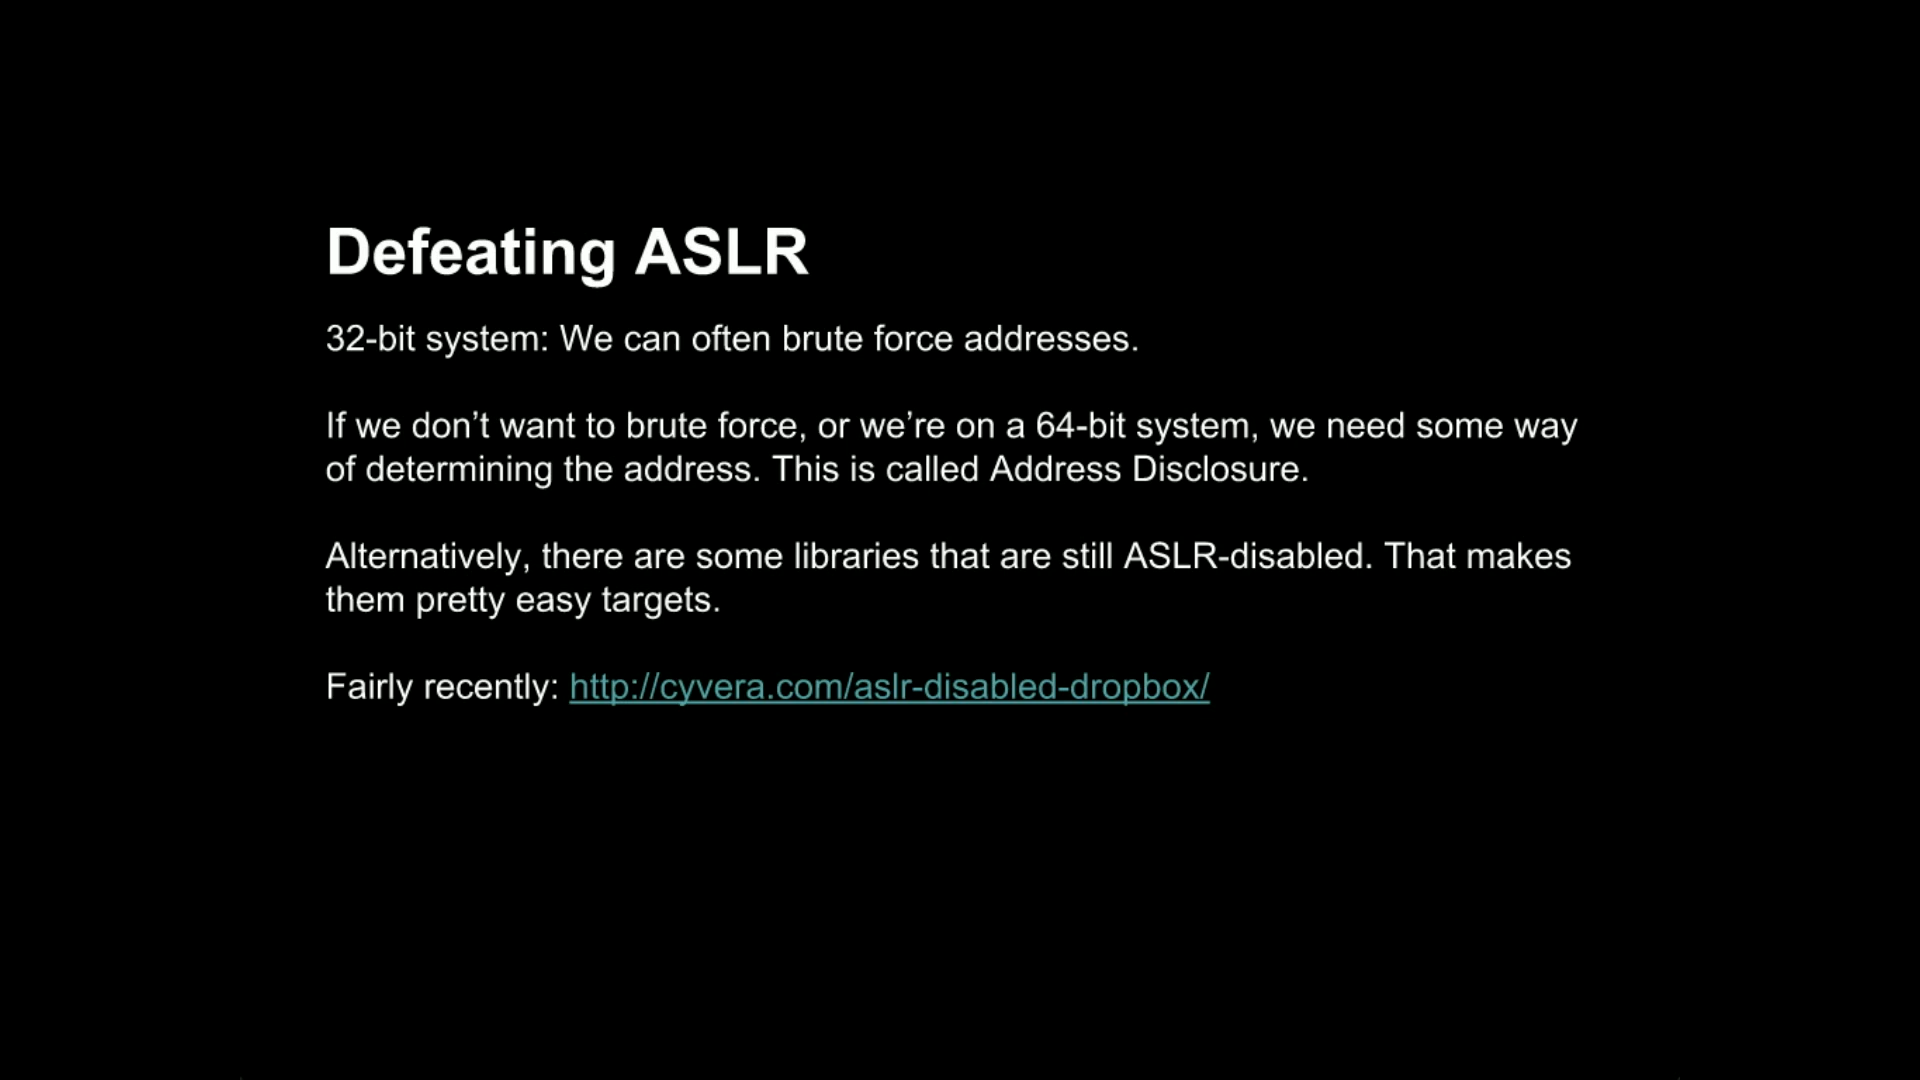 Defeating ASLR
32-bit system: We can often brute force addresses.
If we don’t want to brute force, or we’re on a 64-bit system, we need some way
of determining the address. This is called Address Disclosure.
Alternatively, there are some libraries that are still ASLR-disabled. That makes
them pretty easy targets.
Fairly recently: http://cyvera.com/aslr-disabled-dropbox/